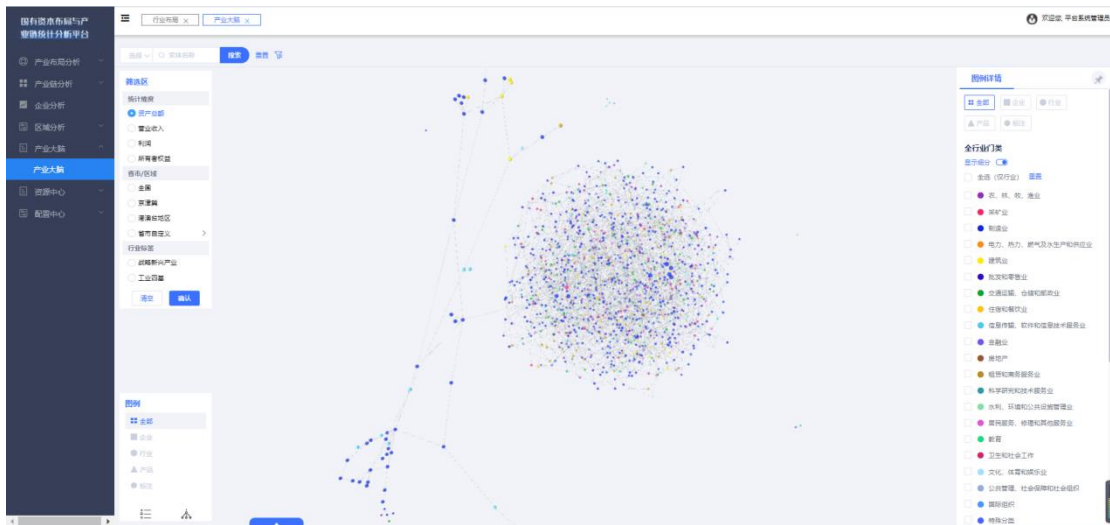 国有资本布局与产
业链统计分析平台
行业布局 ×
产业大脑 ×
欢迎您, 平台系统管理员
产业布局分析
产业链分析
企业分析
区域分析
产业大脑
产业大脑
资源中心
配置中心
选择
实体名称
搜索
重置
筛选区
统计维度
资产总额
营业收入
利润
所有者权益
省市/区域
全国
京津冀
港澳台地区
省市自定义 >
行业标签
战略新兴产业
工业四基
清空
确认
图例
全部
企业
行业
产品
标注
图例详情
全部
企业
行业
产品
标注
全行业门类
显示细分
全选（仅行业）
重置
农、林、牧、渔业
采矿业
制造业
电力、热力、燃气及水生产和供应业
建筑业
批发和零售业
交通运输、仓储和邮政业
住宿和餐饮业
信息传输、软件和信息技术服务业
金融业
房地产
租赁和商务服务业
科学研究和技术服务业
水利、环境和公共设施管理业
居民服务、修理和其他服务业
教育
卫生和社会工作
文化、体育和娱乐业
公共管理、社会保障和社会组织
国际组织
特殊分类